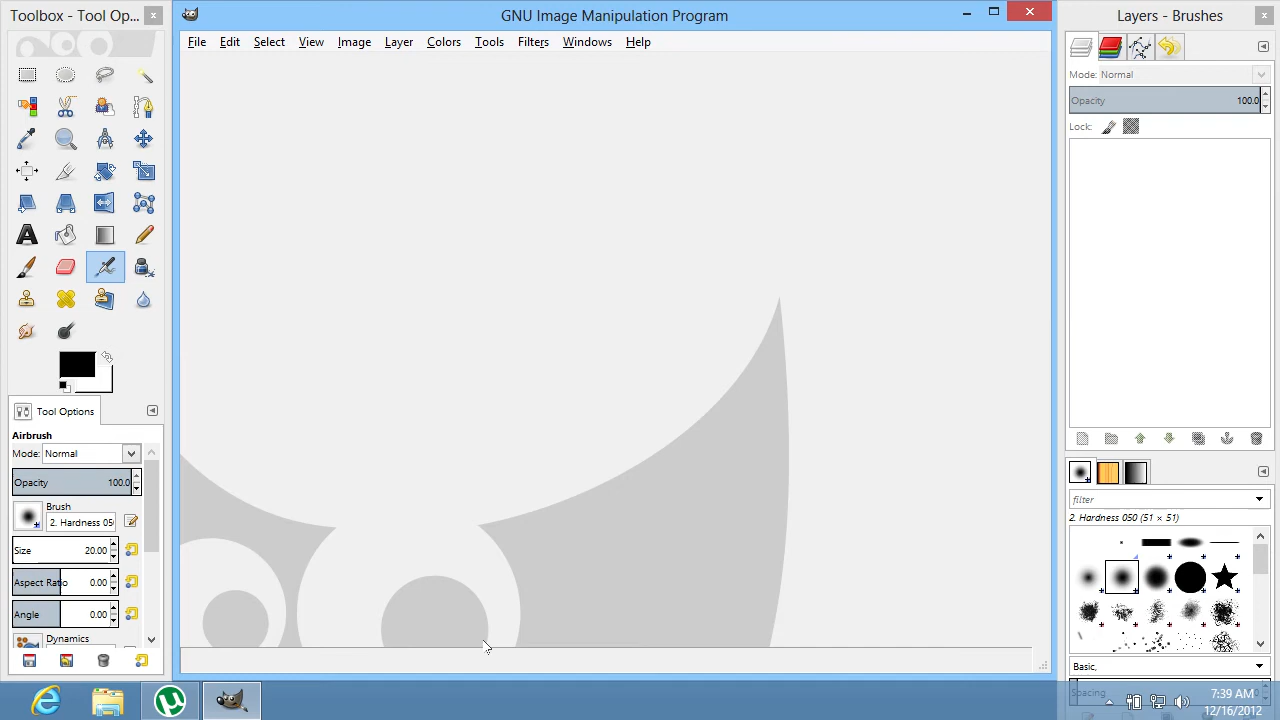 Toolbox - Tool Op...
GNU Image Manipulation Program
Layers - Brushes
File Edit Select View Image Layer Colors Tools Filters Windows Help
Mode: Normal
Opacity 100.0
Lock:
Tool Options
Airbrush
Mode: Normal
Opacity 100.0
Brush
2. Hardness 05
Size 20.00
Aspect Ratio 0.00
Angle 0.00
Dynamics
filter
2. Hardness 050 (51 × 51)
Basic,
Spacing
7:39 AM
12/16/2012